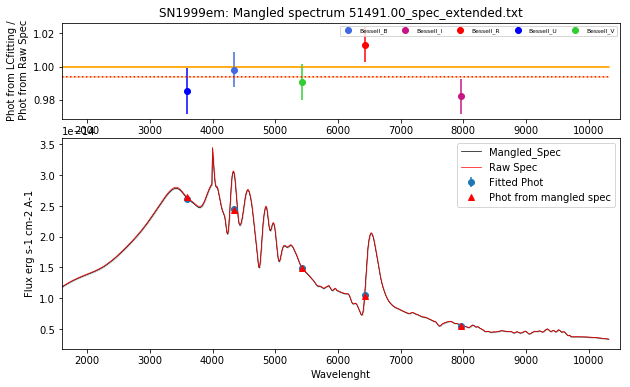 SN1999em: Mangled spectrum 51491.00_spec_extended.txt
Phot from LCfitting /
Phot from Raw Spec
1.02
1.00
0.98
Bessell_B
Bessell_I
Bessell_R
Bessell_U
Bessell_V
2000 3000 4000 5000 6000 7000 8000 9000 10000
1e−14
Flux erg s-1 cm-2 A-1
3.5
3.0
2.5
2.0
1.5
1.0
0.5
Mangled_Spec
Raw Spec
Fitted Phot
Phot from mangled spec
2000 3000 4000 5000 6000 7000 8000 9000 10000
Wavelenght